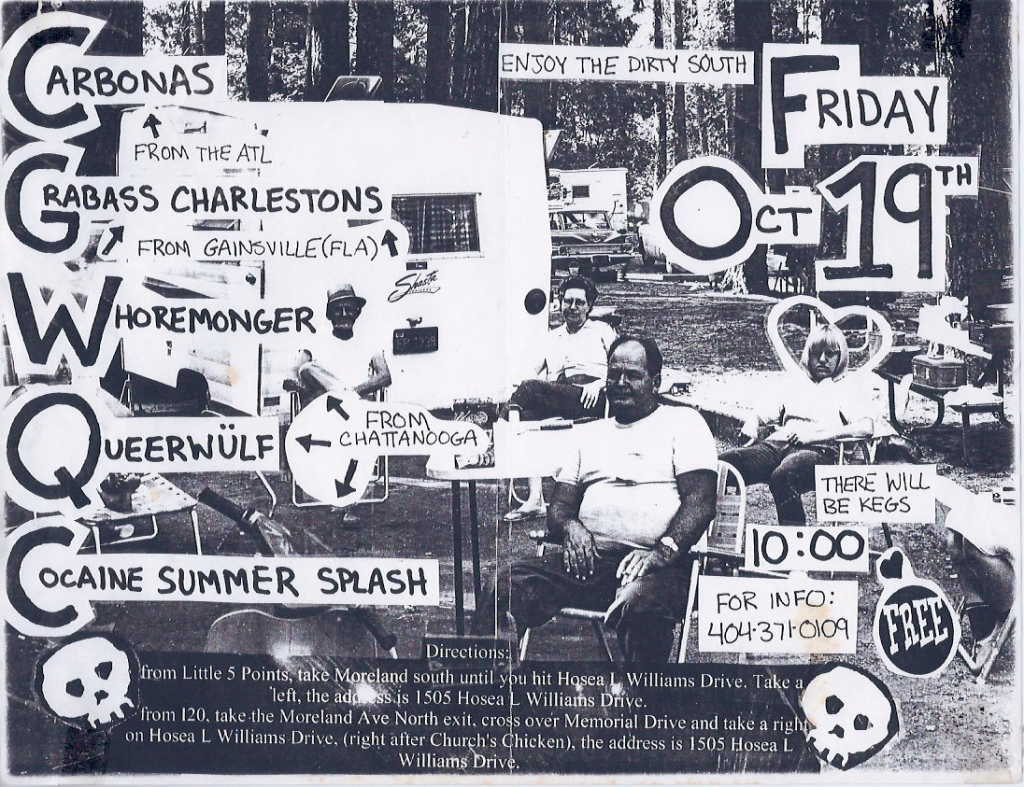 CARBONAS
FROM THE ATL
GRABASS CHARLESTONS
FROM GAINSVILLE(FLA)
WHOREMONGER
QUEERWÜLF
FROM
CHATTANOOGA
COCAINE SUMMER SPLASH
ENJOY THE DIRTY SOUTH
FRIDAY
OCT 19TH
Shasta
THERE WILL
BE KEGS
10:00
FOR INFO:
404·371·0109
FREE
Directions:
from Little 5 Points, take Moreland south until you hit Hosea L Williams Drive. Take a
left, the address is 1505 Hosea L Williams Drive.
from I20, take the Moreland Ave North exit, cross over Memorial Drive and take a right
on Hosea L Williams Drive, (right after Church's Chicken), the address is 1505 Hosea L
Williams Drive.